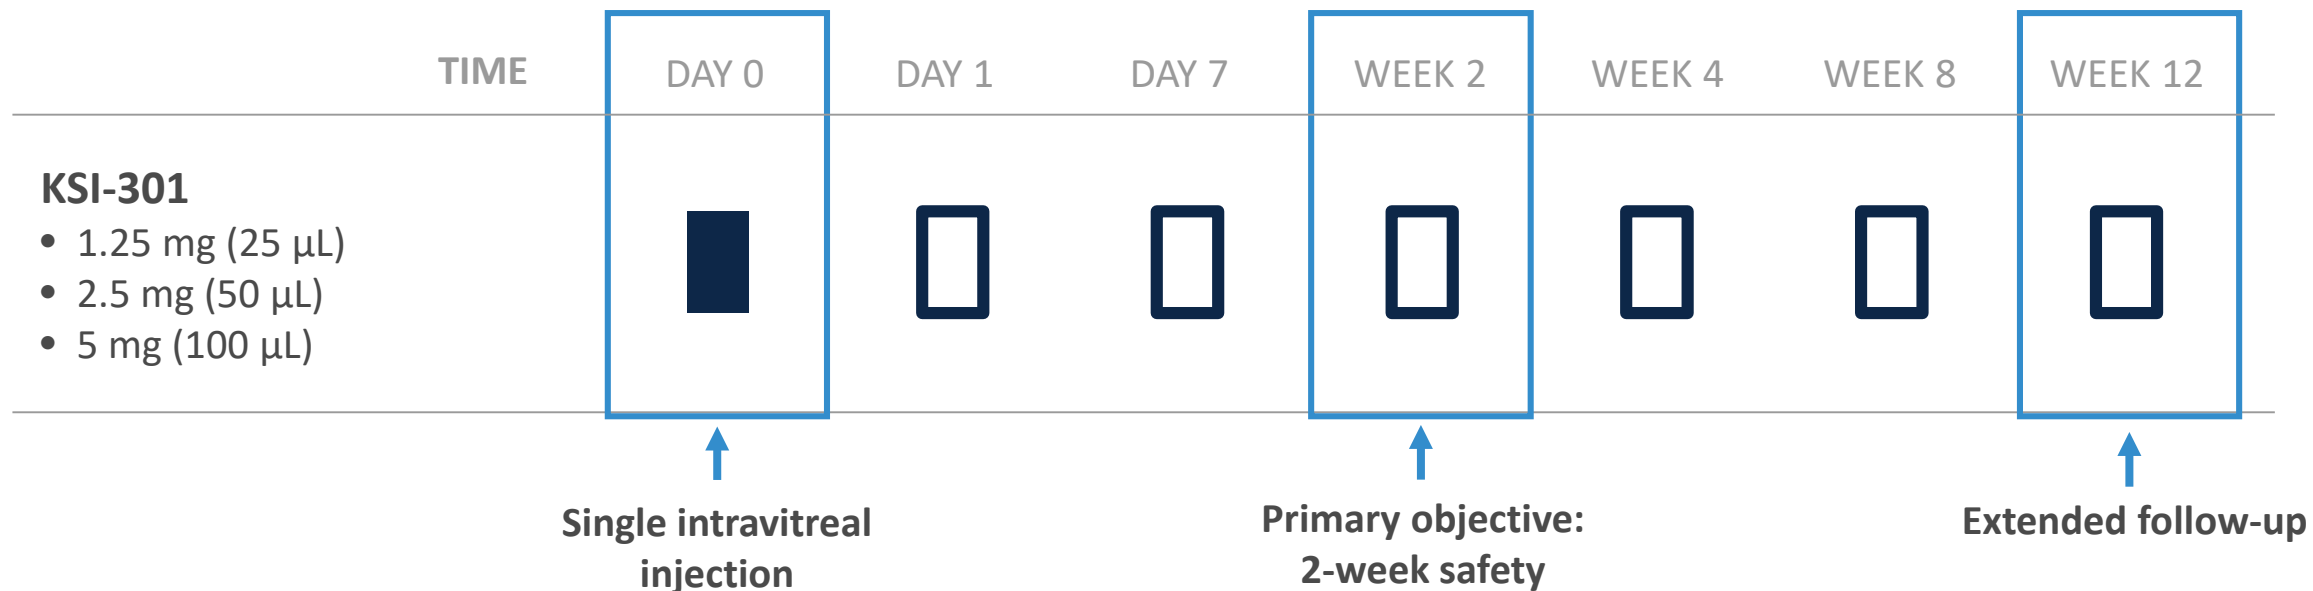 TIME DAY 0 DAY 1 DAY 7 WEEK 2 WEEK 4 WEEK 8 WEEK 12
KSI-301
• 1.25 mg (25 µL)
• 2.5 mg (50 µL)
• 5 mg (100 µL)
Single intravitreal
injection
Primary objective:
2-week safety
Extended follow-up